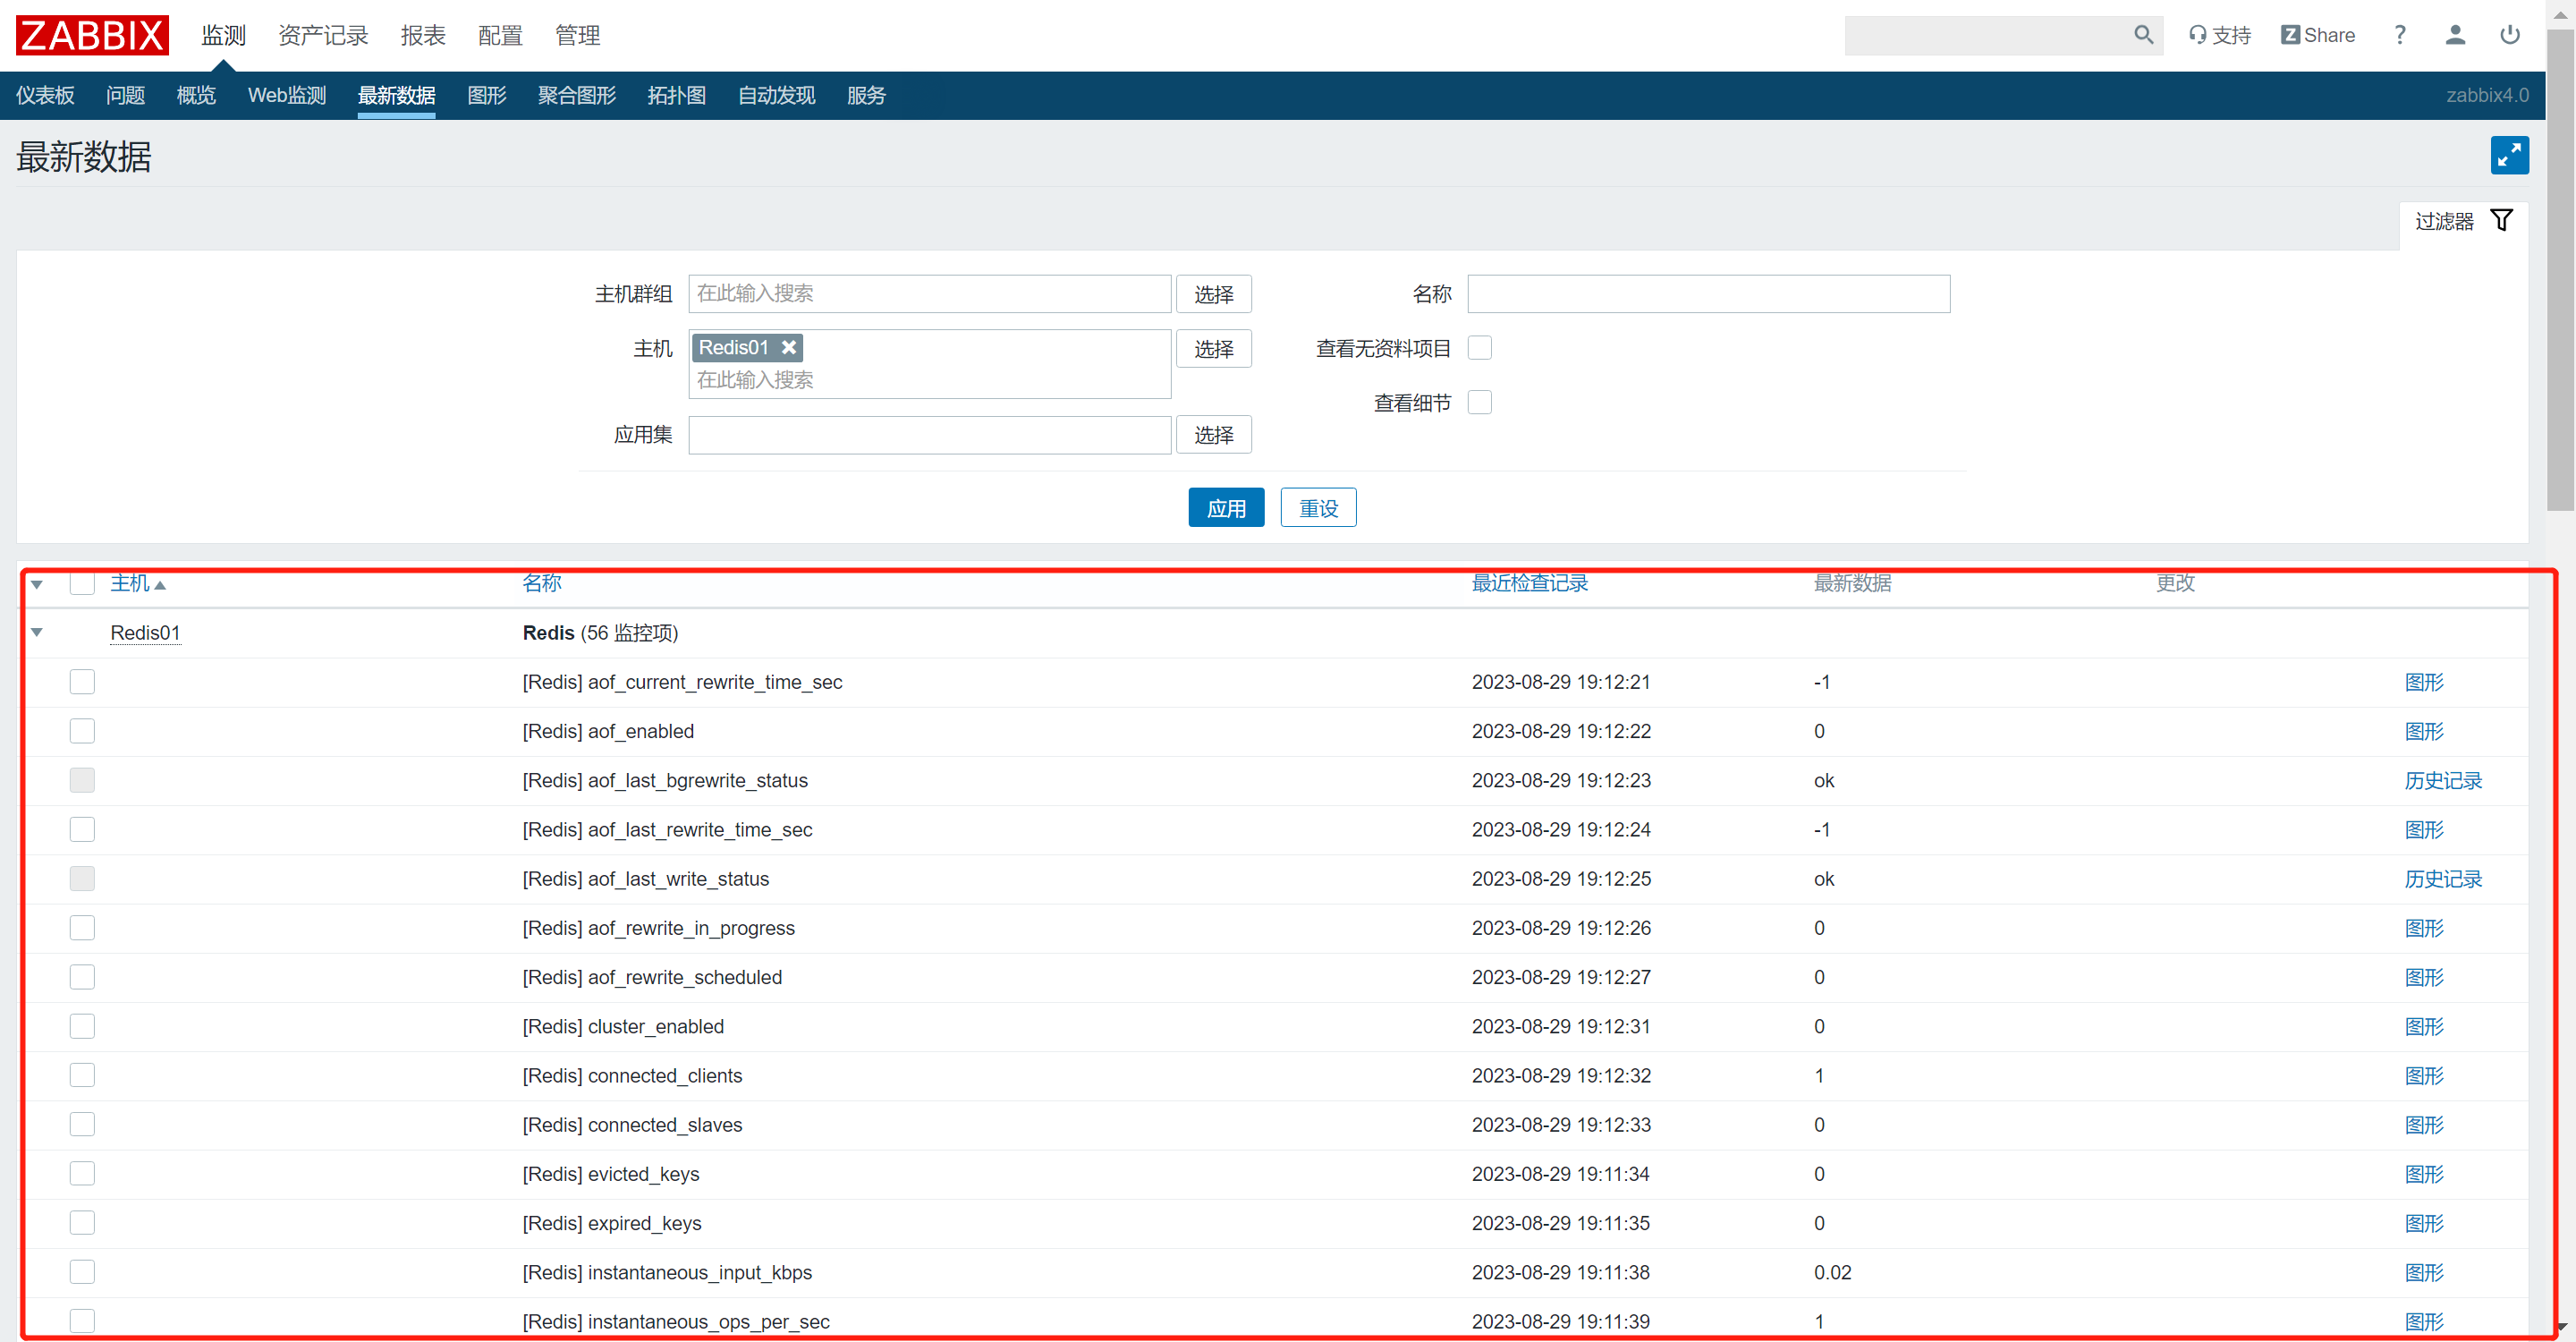 ZABBIX 监测 资产记录 报表 配置 管理 支持 Z Share ?
仪表板 问题 概览 Web监测 最新数据 图形 聚合图形 拓扑图 自动发现 服务 zabbix4.0
最新数据
过滤器
主机群组 在此输入搜索 选择 名称
主机 Redis01 选择 查看无资料项目
在此输入搜索
查看细节
应用集 选择
应用 重设
主机 名称 最近检查记录 最新数据 更改
Redis01 Redis (56 监控项)
[Redis] aof_current_rewrite_time_sec 2023-08-29 19:12:21 -1 图形
[Redis] aof_enabled 2023-08-29 19:12:22 0 图形
[Redis] aof_last_bgrewrite_status 2023-08-29 19:12:23 ok 历史记录
[Redis] aof_last_rewrite_time_sec 2023-08-29 19:12:24 -1 图形
[Redis] aof_last_write_status 2023-08-29 19:12:25 ok 历史记录
[Redis] aof_rewrite_in_progress 2023-08-29 19:12:26 0 图形
[Redis] aof_rewrite_scheduled 2023-08-29 19:12:27 0 图形
[Redis] cluster_enabled 2023-08-29 19:12:31 0 图形
[Redis] connected_clients 2023-08-29 19:12:32 1 图形
[Redis] connected_slaves 2023-08-29 19:12:33 0 图形
[Redis] evicted_keys 2023-08-29 19:11:34 0 图形
[Redis] expired_keys 2023-08-29 19:11:35 0 图形
[Redis] instantaneous_input_kbps 2023-08-29 19:11:38 0.02 图形
[Redis] instantaneous_ops_per_sec 2023-08-29 19:11:39 1 图形